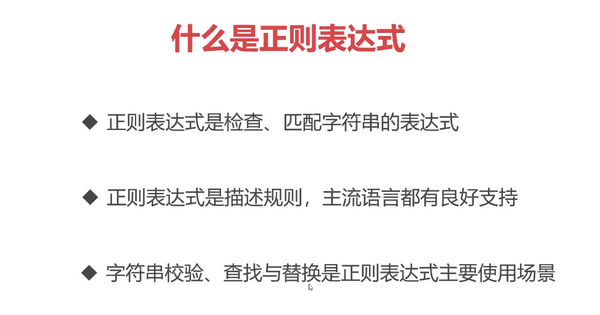 什么是正则表达式
◆ 正则表达式是检查、匹配字符串的表达式
◆ 正则表达式是描述规则，主流语言都有良好支持
◆ 字符串校验、查找与替换是正则表达式主要使用场景